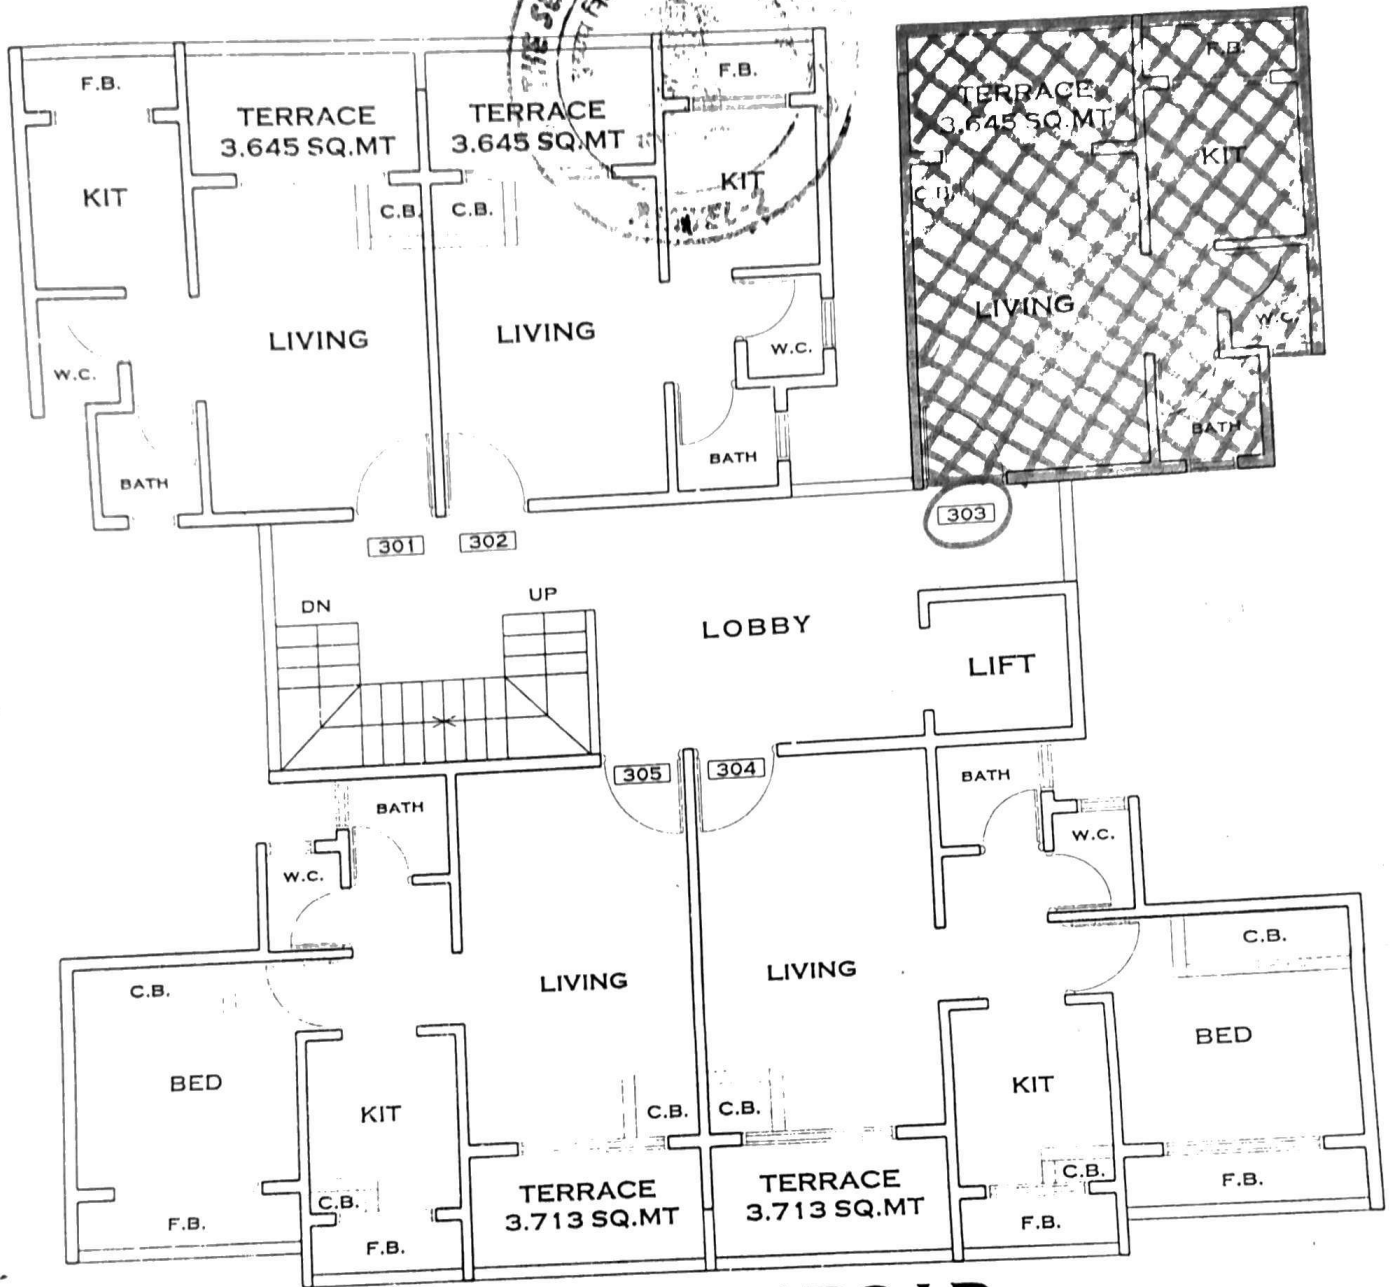 F.B.
TERRACE
3.645 SQ.MT
KIT
C.B.
LIVING
W.C.
BATH
301
TERRACE
3.645 SQ.MT
F.B.
KIT
C.B.
LIVING
W.C.
BATH
302
TERRACE
3.645 SQ.MT
F.B.
KIT
C.B.
LIVING
W.C.
BATH
303
DN
UP
LOBBY
LIFT
305
304
BATH
W.C.
C.B.
LIVING
BED
KIT
C.B.
C.B.
TERRACE
3.713 SQ.MT
F.B.
F.B.
BATH
W.C.
C.B.
LIVING
BED
KIT
C.B.
C.B.
TERRACE
3.713 SQ.MT
F.B.
F.B.